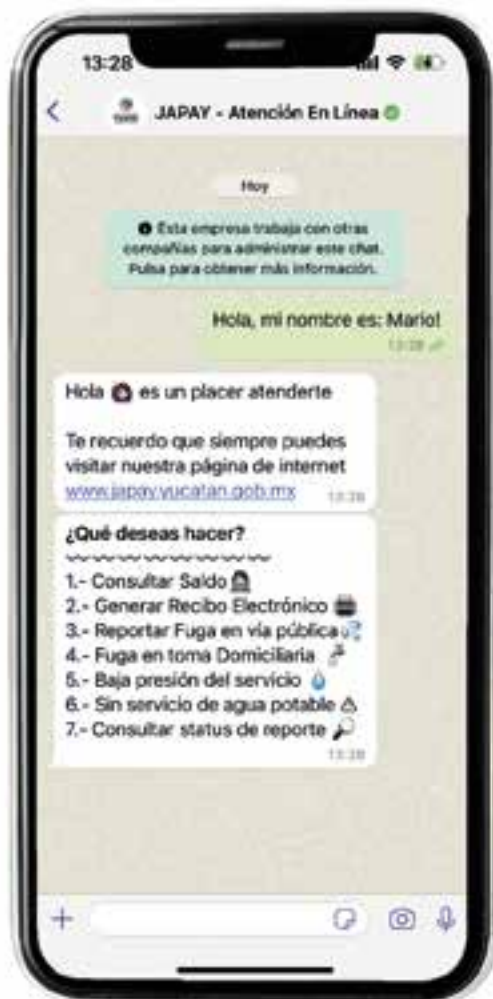 13:28
JAPAY - Atención En Línea
Hoy
Esta empresa trabaja con otras
compañías para administrar este chat.
Pulsa para obtener más información.
Hola, mi nombre es: Mario!
13:28
Hola es un placer atenderte
Te recuerdo que siempre puedes
visitar nuestra página de internet
www.japay.yucatan.gob.mx 13:28
¿Qué deseas hacer?
1.- Consultar Saldo
2.- Generar Recibo Electrónico
3.- Reportar Fuga en vía pública
4.- Fuga en toma Domiciliaria
5.- Baja presión del servicio
6.- Sin servicio de agua potable
7.- Consultar status de reporte
13:28